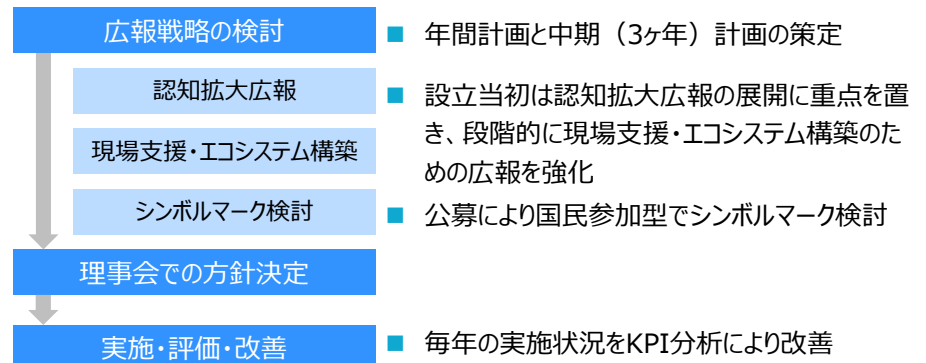 広報戦略の検討
■ 年間計画と中期（3ヶ年）計画の策定
認知拡大広報
■ 設立当初は認知拡大広報の展開に重点を置
き、段階的に現場支援・エコシステム構築のた
めの広報を強化
現場支援・エコシステム構築
シンボルマーク検討
■ 公募により国民参加型でシンボルマーク検討
理事会での方針決定
実施・評価・改善
■ 毎年の実施状況をKPI分析により改善